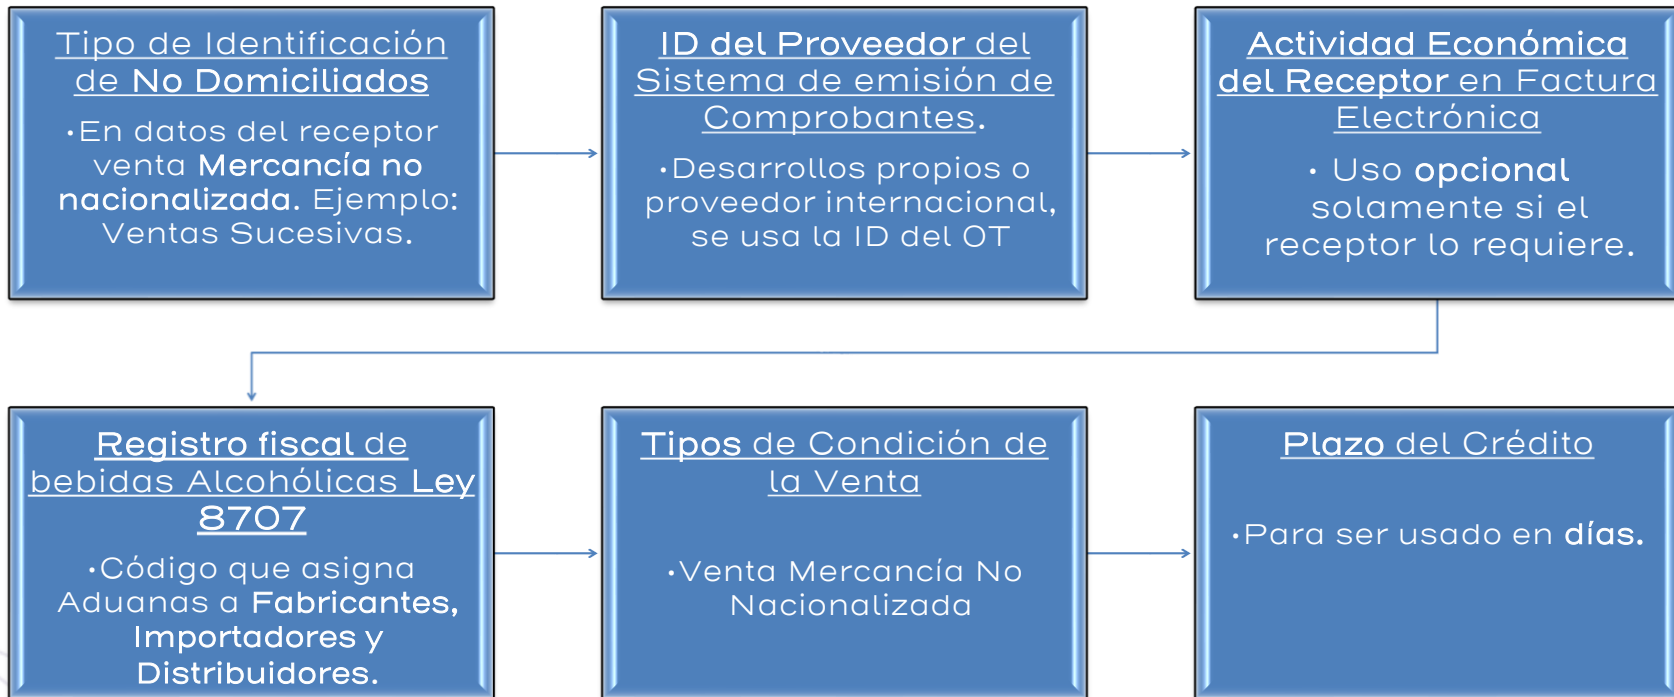 Tipo de Identificación
de No Domiciliados
•En datos del receptor
venta Mercancía no
nacionalizada. Ejemplo:
Ventas Sucesivas.
ID del Proveedor del
Sistema de emisión de
Comprobantes.
•Desarrollos propios o
proveedor internacional,
se usa la ID del OT
Actividad Económica
del Receptor en Factura
Electrónica
• Uso opcional
solamente si el
receptor lo requiere.
Registro fiscal de
bebidas Alcohólicas Ley
8707
•Código que asigna
Aduanas a Fabricantes,
Importadores y
Distribuidores.
Tipos de Condición de
la Venta
•Venta Mercancía No
Nacionalizada
Plazo del Crédito
•Para ser usado en días.